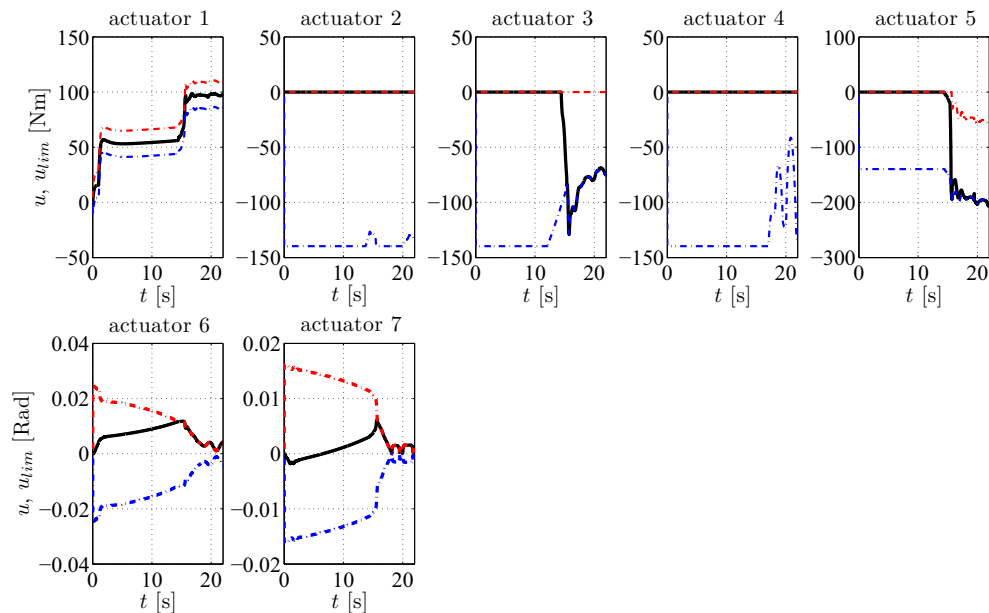 actuator 1 actuator 2 actuator 3 actuator 4 actuator 5
150 50 50 50 100
100 0 0 0 0
50 −50 −50 −50 −100
0 −100 −100 −100 −200
−50 −150 −150 −150 −300
u, u_lim [Nm]
0 10 20 0 10 20 0 10 20 0 10 20 0 10 20
t [s] t [s] t [s] t [s] t [s]
actuator 6 actuator 7
0.04 0.02
0.02 0.01
0 0
−0.02 −0.01
−0.04 −0.02
u, u_lim [Rad]
0 10 20 0 10 20
t [s] t [s]